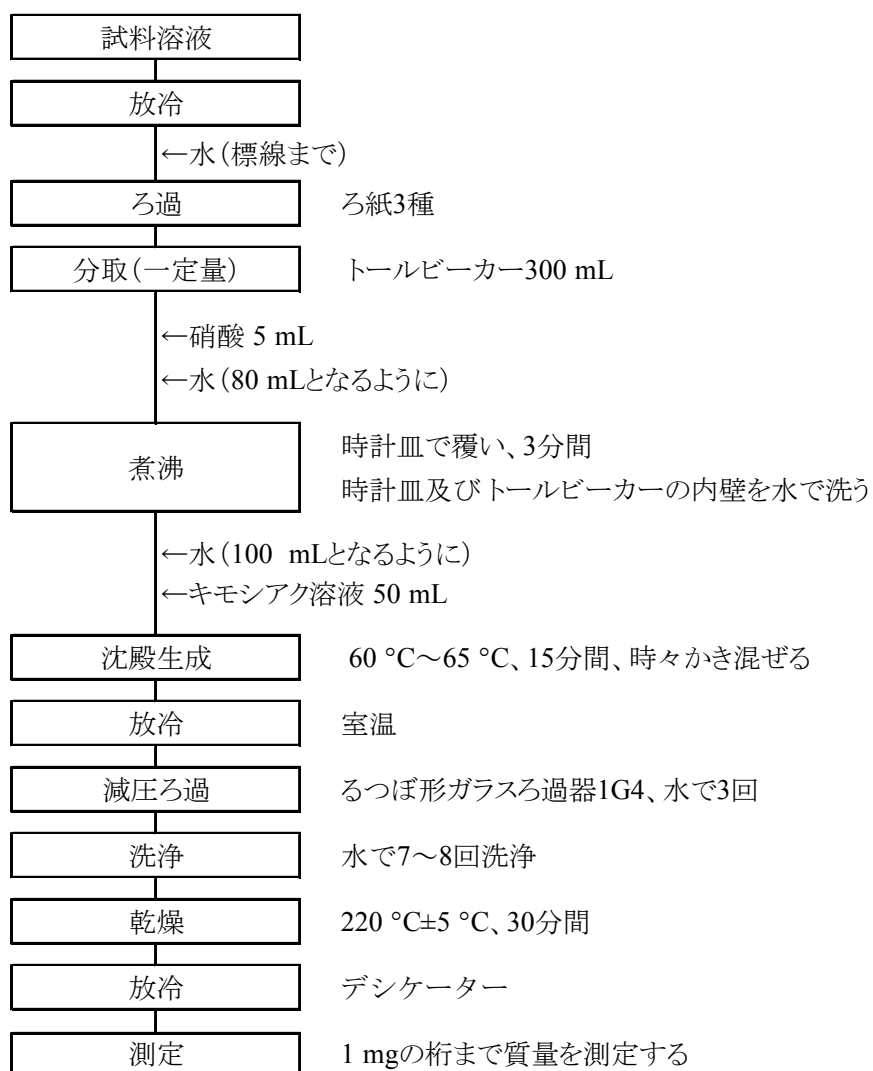 試料溶液
放冷
←水(標線まで)
ろ過 ろ紙3種
分取(一定量) トールビーカー300 mL
←硝酸 5 mL
←水(80 mLとなるように)
煮沸 時計皿で覆い、3分間
時計皿及びトールビーカーの内壁を水で洗う
←水(100 mLとなるように)
←キモシアク溶液 50 mL
沈殿生成 60 °C～65 °C、15分間、時々かき混ぜる
放冷 室温
減圧ろ過 るつぼ形ガラスろ過器1G4、水で3回
洗浄 水で7～8回洗浄
乾燥 220 °C±5 °C、30分間
放冷 デシケーター
測定 1 mgの桁まで質量を測定する